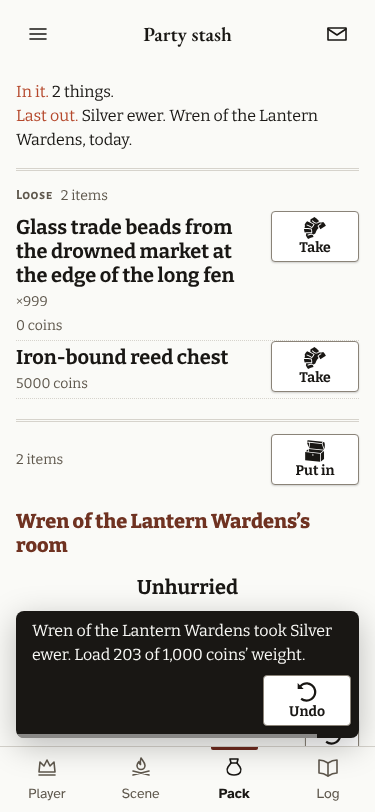 Party stash
In it. 2 things.
Last out. Silver ewer. Wren of the Lantern
Wardens, today.
Loose 2 items
Glass trade beads from
the drowned market at
the edge of the long fen
×999
0 coins
Take
Iron-bound reed chest
5000 coins
Take
2 items
Put in
Wren of the Lantern Wardens’s
room
Unhurried
Wren of the Lantern Wardens took Silver
ewer. Load 203 of 1,000 coins’ weight.
Undo
Player
Scene
Pack
Log